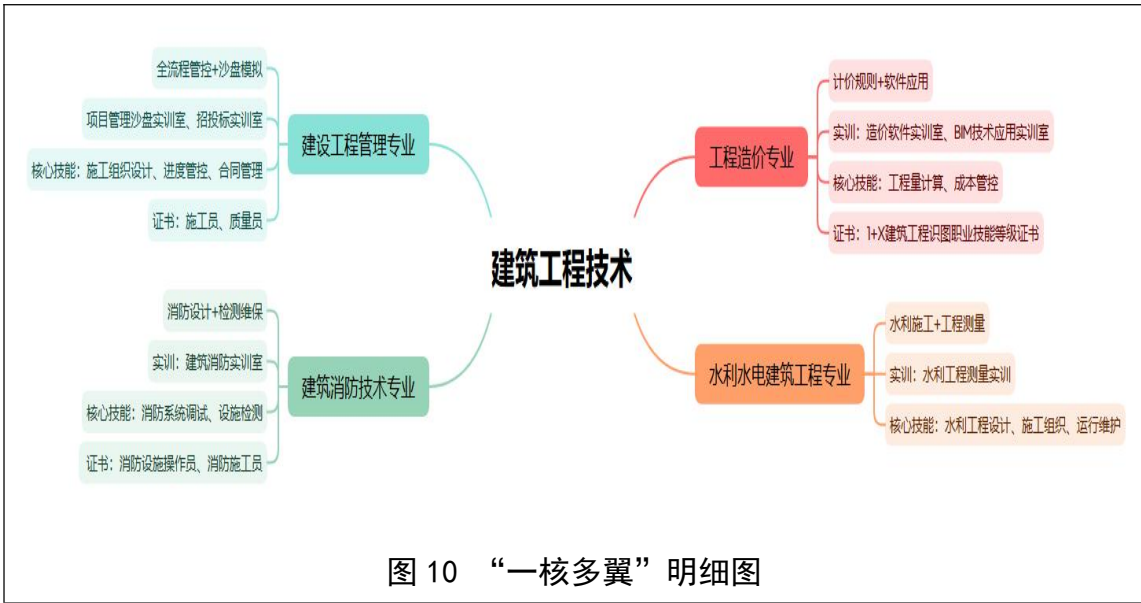 全流程管控+沙盘模拟
项目管理沙盘实训室、招投标实训室
建设工程管理专业
核心技能：施工组织设计、进度管控、合同管理
证书：施工员、质量员
计价规则+软件应用
实训：造价软件实训室、BIM技术应用实训室
工程造价专业
核心技能：工程量计算、成本管控
证书：1+X建筑工程识图职业技能等级证书
建筑工程技术
消防设计+检测维保
实训：建筑消防实训室
建筑消防技术专业
核心技能：消防系统调试、设施检测
证书：消防设施操作员、消防施工员
水利施工+工程测量
水利水电建筑工程专业
实训：水利工程测量实训
核心技能：水利工程设计、施工组织、运行维护
图 10 “一核多翼”明细图